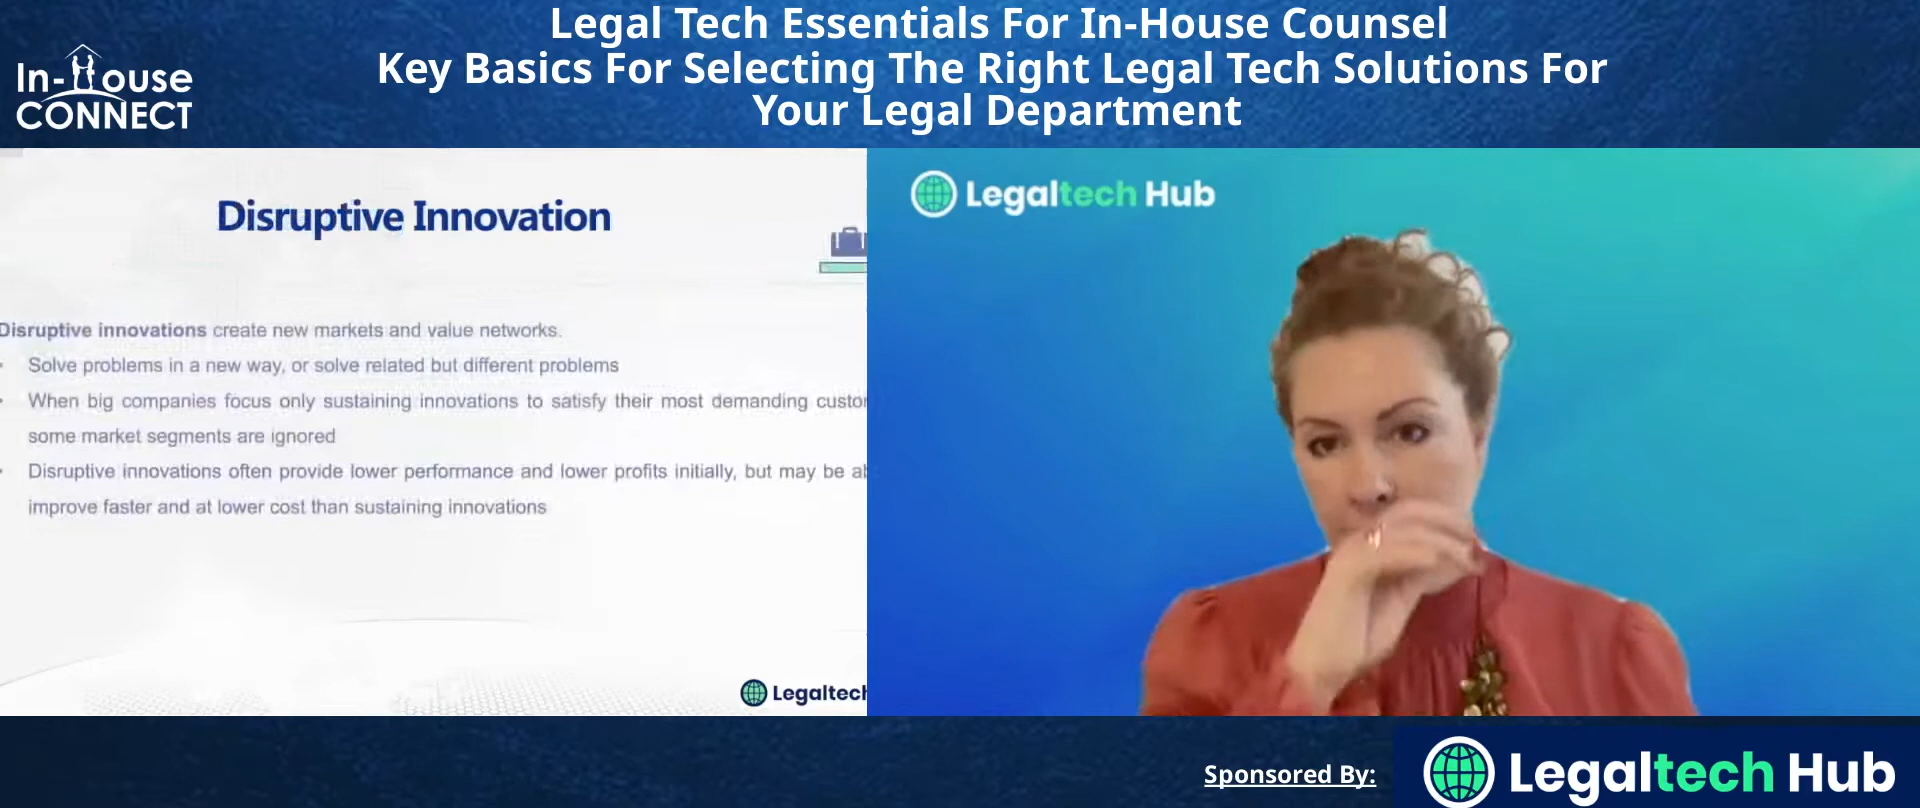 Legal Tech Essentials For In-House Counsel
Key Basics For Selecting The Right Legal Tech Solutions For
Your Legal Department
In-House
CONNECT
Disruptive Innovation
Disruptive innovations create new markets and value networks.
Solve problems in a new way, or solve related but different problems
When big companies focus only sustaining innovations to satisfy their most demanding
some market segments are ignored
Disruptive innovations often provide lower performance and lower profits initially, but may be
improve faster and at lower cost than sustaining innovations
Legaltech
Legaltech Hub
Sponsored By:
Legaltech Hub